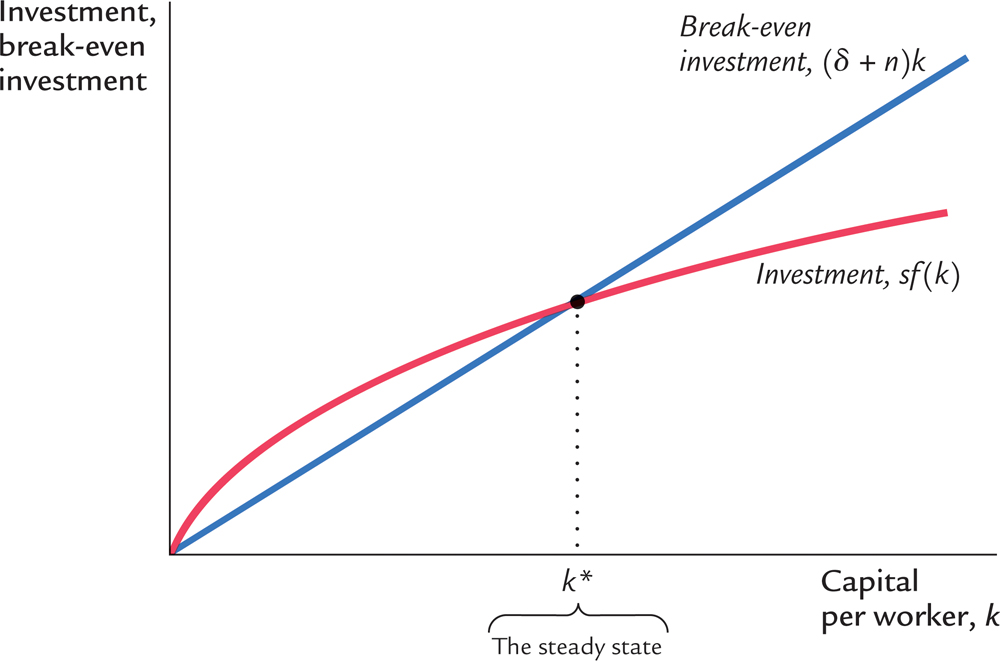 Investment,
break-even
investment
Break-even
investment, (δ + n)k
Investment, sf(k)
k*
The steady state
Capital
per worker, k